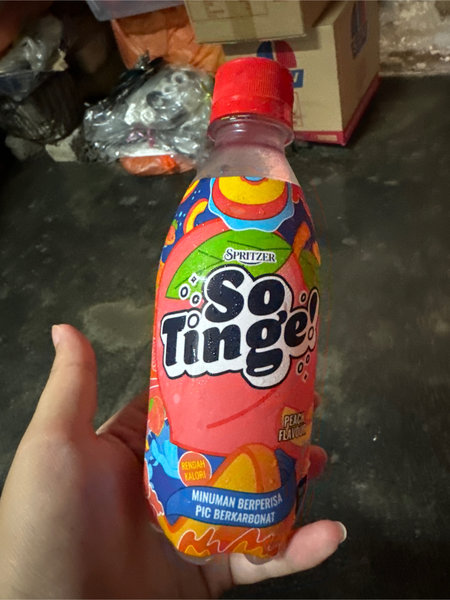 SPRITZER
So
Tinge!
PEACH
FLAVOUR
RENDAH
KALORI
MINUMAN BERPERISA
PIC BERKARBONAT